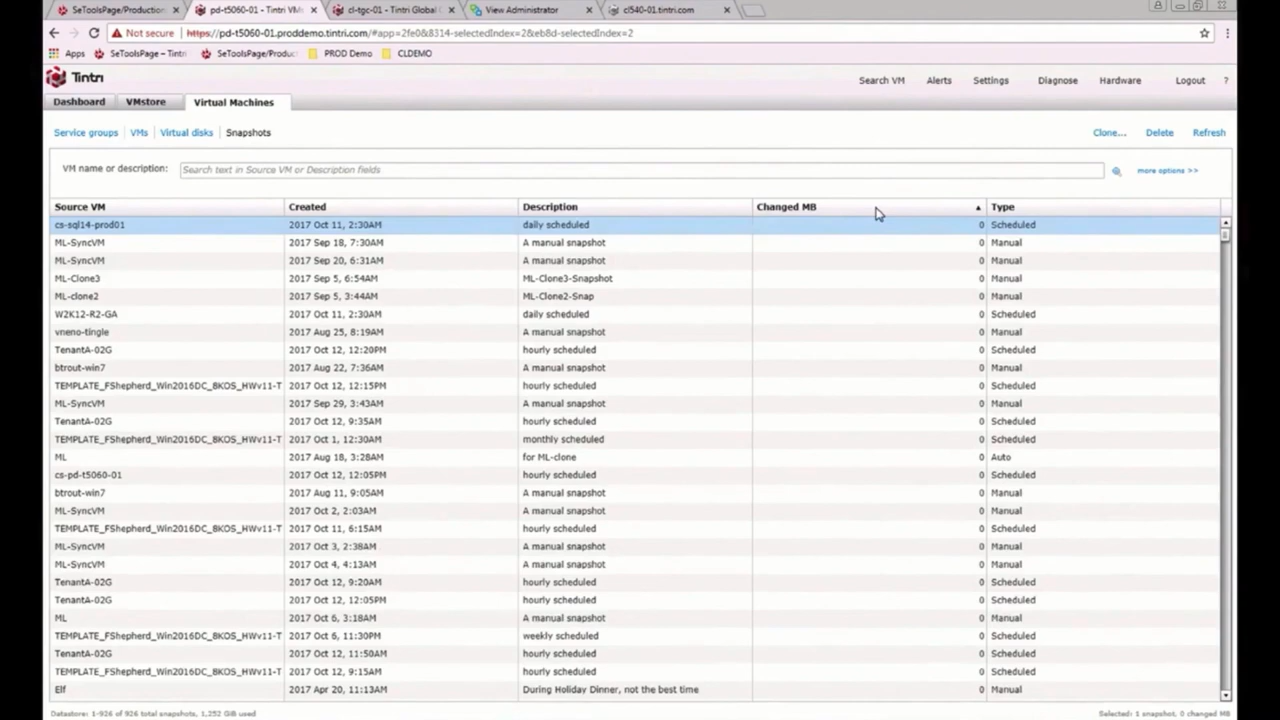 SeToolsPage/Production pd-t5060-01 - Tintri VMs cl-tgc-01 - Tintri Global View Administrator cl540-01.tintri.com
Not secure https://pd-t5060-01.proddemo.tintri.com/#app=2fe0&8314-selectedIndex=2&eb8d-selectedIndex=2
Apps SeToolsPage – Tintri SeToolsPage/Produc PROD Demo CLDEMO
Tintri Search VM Alerts Settings Diagnose Hardware Logout ?
Dashboard VMstore Virtual Machines
Service groups VMs Virtual disks Snapshots Clone... Delete Refresh
VM name or description: Search text in Source VM or Description fields more options >>
Source VM Created Description Changed MB Type
cs-sql14-prod01 2017 Oct 11, 2:30AM daily scheduled 0 Scheduled
ML-SyncVM 2017 Sep 18, 7:30AM A manual snapshot 0 Manual
ML-SyncVM 2017 Sep 20, 6:31AM A manual snapshot 0 Manual
ML-Clone3 2017 Sep 5, 6:54AM ML-Clone3-Snapshot 0 Manual
ML-clone2 2017 Sep 5, 3:44AM ML-Clone2-Snap 0 Manual
W2K12-R2-GA 2017 Oct 11, 2:30AM daily scheduled 0 Scheduled
vneno-tingle 2017 Aug 25, 8:19AM A manual snapshot 0 Manual
TenantA-02G 2017 Oct 12, 12:20PM hourly scheduled 0 Scheduled
btrout-win7 2017 Aug 22, 7:36AM A manual snapshot 0 Manual
TEMPLATE_FShepherd_Win2016DC_8KOS_HWv11-T 2017 Oct 12, 12:15PM hourly scheduled 0 Scheduled
ML-SyncVM 2017 Sep 29, 3:43AM A manual snapshot 0 Manual
TenantA-02G 2017 Oct 12, 9:35AM hourly scheduled 0 Scheduled
TEMPLATE_FShepherd_Win2016DC_8KOS_HWv11-T 2017 Oct 1, 12:30AM monthly scheduled 0 Scheduled
ML 2017 Aug 18, 3:28AM for ML-clone 0 Auto
cs-pd-t5060-01 2017 Oct 12, 12:05PM hourly scheduled 0 Scheduled
btrout-win7 2017 Aug 11, 9:05AM A manual snapshot 0 Manual
ML-SyncVM 2017 Oct 2, 2:03AM A manual snapshot 0 Manual
TEMPLATE_FShepherd_Win2016DC_8KOS_HWv11-T 2017 Oct 11, 6:15AM hourly scheduled 0 Scheduled
ML-SyncVM 2017 Oct 3, 2:38AM A manual snapshot 0 Manual
ML-SyncVM 2017 Oct 4, 4:13AM A manual snapshot 0 Manual
TenantA-02G 2017 Oct 12, 9:20AM hourly scheduled 0 Scheduled
TenantA-02G 2017 Oct 12, 12:05PM hourly scheduled 0 Scheduled
ML 2017 Oct 6, 3:18AM A manual snapshot 0 Manual
TEMPLATE_FShepherd_Win2016DC_8KOS_HWv11-T 2017 Oct 6, 11:30PM weekly scheduled 0 Scheduled
TenantA-02G 2017 Oct 12, 11:50AM hourly scheduled 0 Scheduled
TEMPLATE_FShepherd_Win2016DC_8KOS_HWv11-T 2017 Oct 12, 9:15AM hourly scheduled 0 Scheduled
Elf 2017 Apr 20, 11:13AM During Holiday Dinner, not the best time 0 Manual
Datastore: 1-926 of 926 total snapshots, 1,252 GiB used Selected: 1 snapshot, 0 changed MB